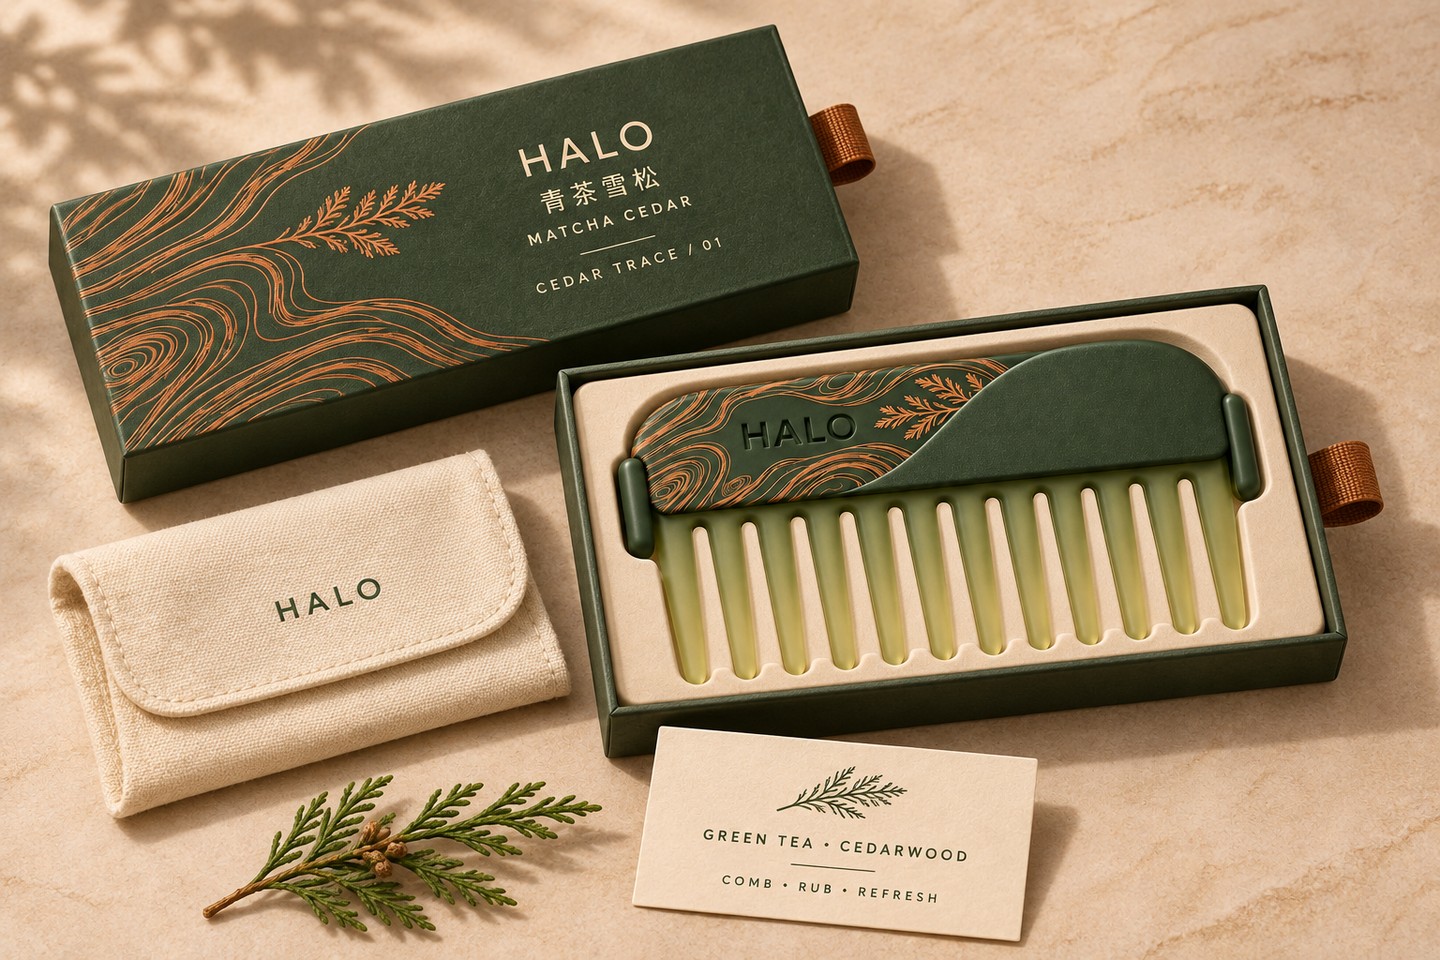 HALO
青茶雪松
MATCHA CEDAR
CEDAR TRACE / 01
HALO
HALO
GREEN TEA • CEDARWOOD
COMB • RUB • REFRESH